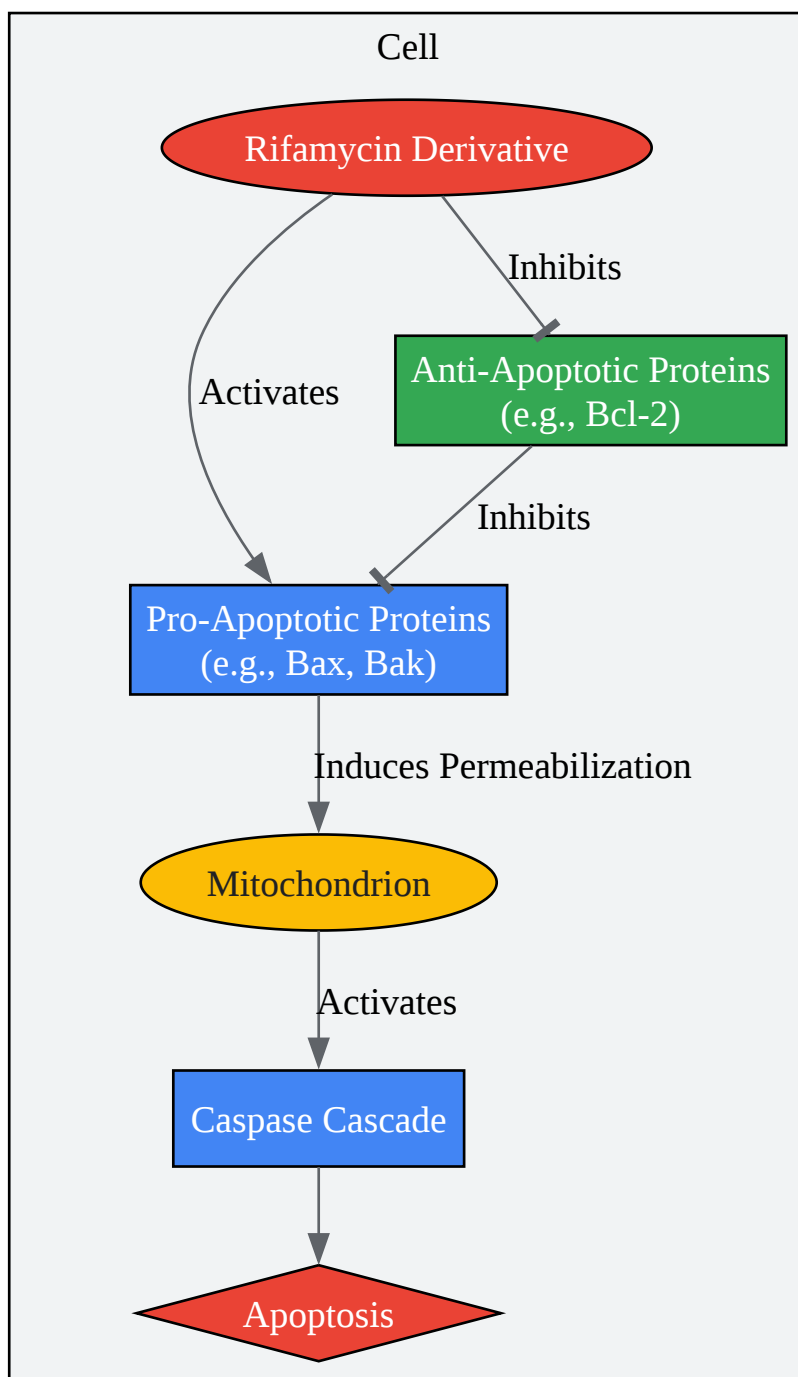 Cell
Rifamycin Derivative
Inhibits
Anti-Apoptotic Proteins
(e.g., Bcl-2)
Activates
Inhibits
Pro-Apoptotic Proteins
(e.g., Bax, Bak)
Induces Permeabilization
Mitochondrion
Activates
Caspase Cascade
Apoptosis